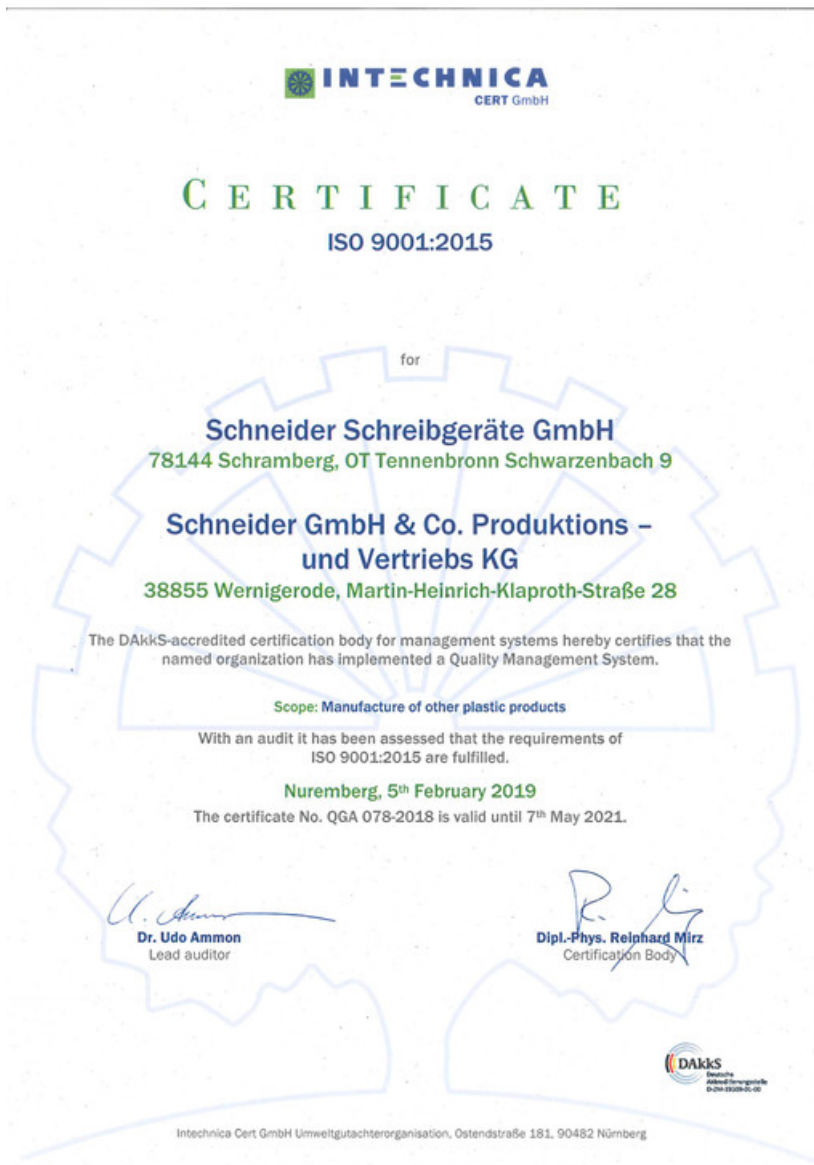 INTECHNICA
CERT GmbH
CERTIFICATE
ISO 9001:2015
for
Schneider Schreibgeräte GmbH
78144 Schramberg, OT Tennenbronn Schwarzenbach 9
Schneider GmbH & Co. Produktions –
und Vertriebs KG
38855 Wernigerode, Martin-Heinrich-Klaproth-Straße 28
The DAkkS-accredited certification body for management systems hereby certifies that the
named organization has implemented a Quality Management System.
Scope: Manufacture of other plastic products
With an audit it has been assessed that the requirements of
ISO 9001:2015 are fulfilled.
Nuremberg, 5th February 2019
The certificate No. QGA 078-2018 is valid until 7th May 2021.
Dr. Udo Ammon
Lead auditor
Dipl.-Phys. Reinhard Mirz
Certification Body
DAkkS
Deutsche
Akkreditierungsstelle
Intechnica Cert GmbH Umweltgutachterorganisation, Ostendstraße 181, 90482 Nürnberg